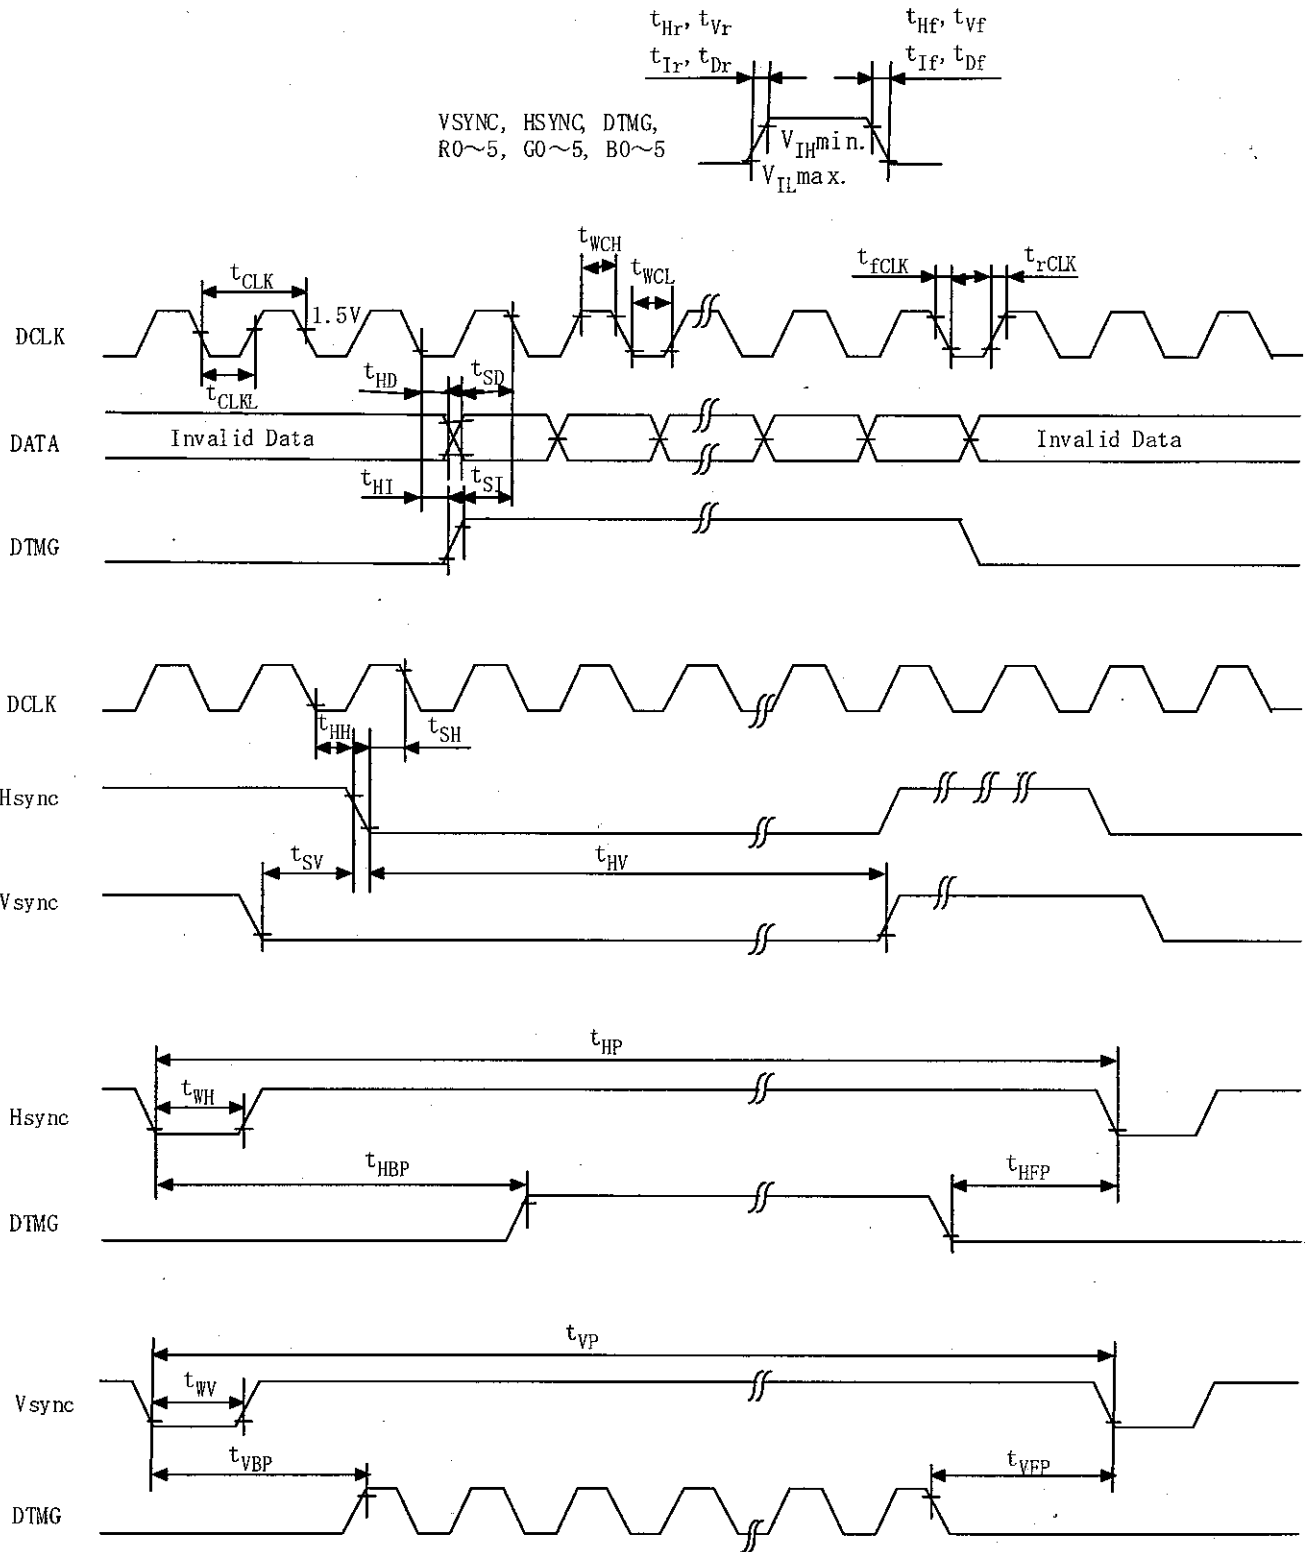 tHr, tVr
tHf, tVf
tIr, tDr
tIf, tDf
VSYNC, HSYNC, DTMG,
R0~5, G0~5, B0~5
VIHmin.
VILmax.
tWCH
tCLK
tWCL
tfCLK
trCLK
1.5V
DCLK
tHD
tSD
tCLKL
DATA
Invalid Data
Invalid Data
tHI
tSI
DTMG
DCLK
tHH
tSH
Hsync
tSV
tHV
Vsync
tHP
tWH
Hsync
tHBP
tHFP
DTMG
tVP
tWV
Vsync
tVBP
tVFP
DTMG